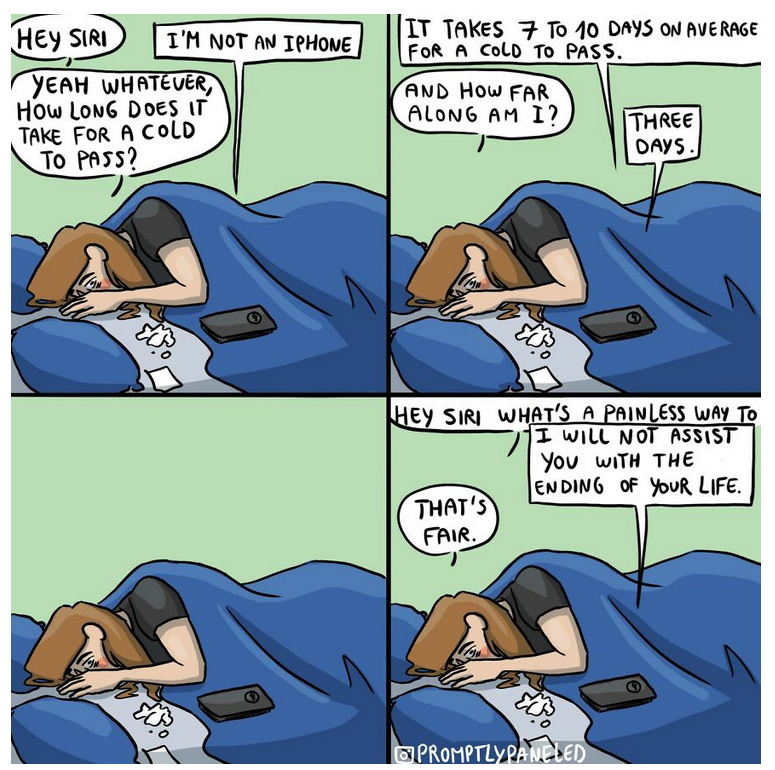 HEY SIRI
I'M NOT AN IPHONE
YEAH WHATEVER,
HOW LONG DOES IT
TAKE FOR A COLD
TO PASS?
IT TAKES 7 TO 10 DAYS ON AVERAGE
FOR A COLD TO PASS.
AND HOW FAR
ALONG AM I?
THREE
DAYS.
HEY SIRI WHAT'S A PAINLESS WAY TO
I WILL NOT ASSIST
YOU WITH THE
ENDING OF YOUR LIFE.
THAT'S
FAIR.
PROMPTLYPANELED